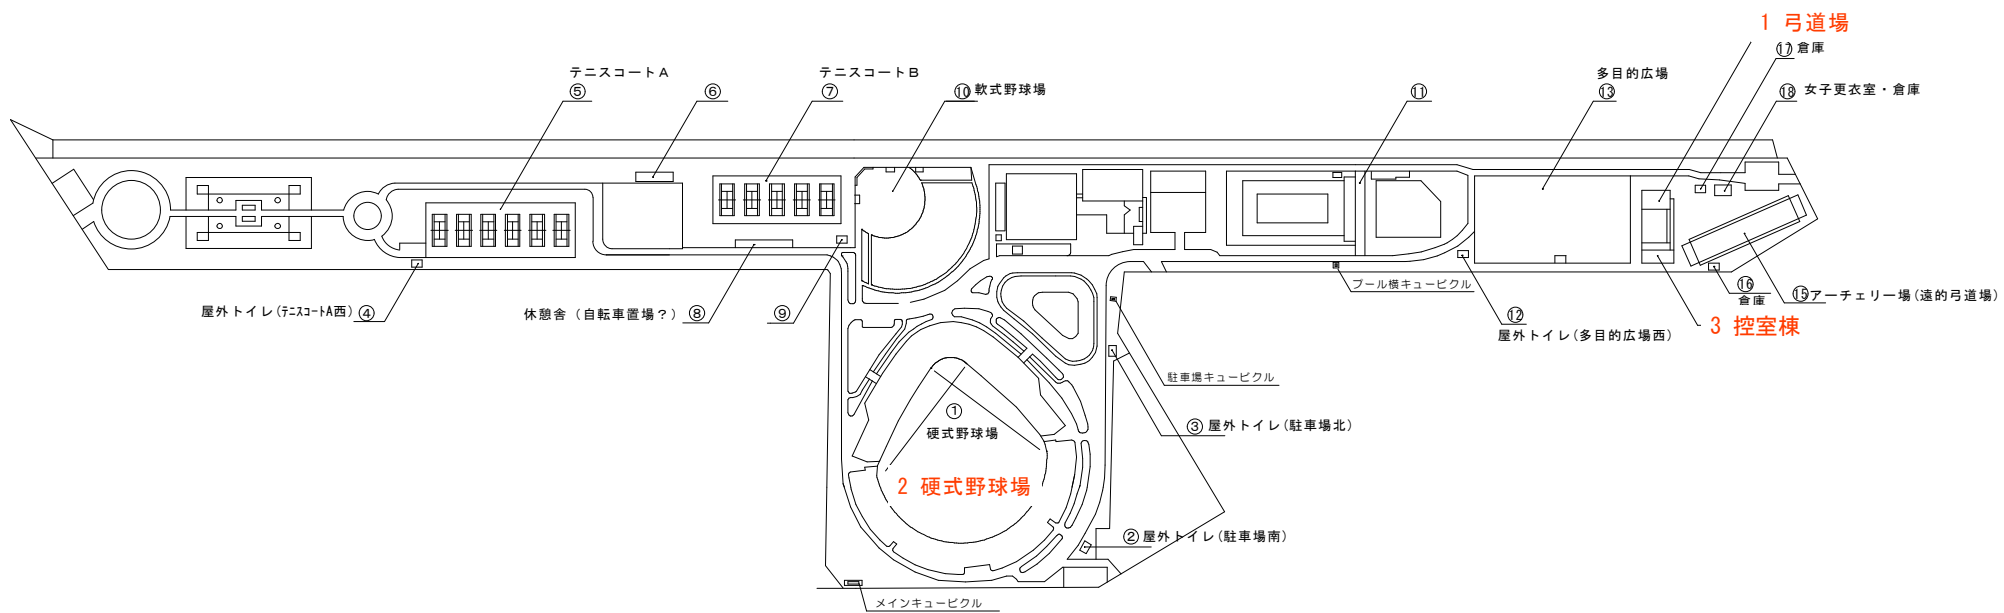 1 弓道場
⑰ 倉庫
テニスコートA
⑤
⑥
テニスコートB
⑦
⑩ 軟式野球場
⑪
多目的広場
⑬
⑱ 女子更衣室・倉庫
屋外トイレ(テニスコートA西) ④
休憩舎(自転車置場?) ⑧
⑨
プール横キュービクル
⑫
屋外トイレ(多目的広場西)
⑯
倉庫
⑮アーチェリー場(遠的弓道場)
3 控室棟
駐車場キュービクル
①
硬式野球場
③ 屋外トイレ(駐車場北)
2 硬式野球場
② 屋外トイレ(駐車場南)
メインキュービクル